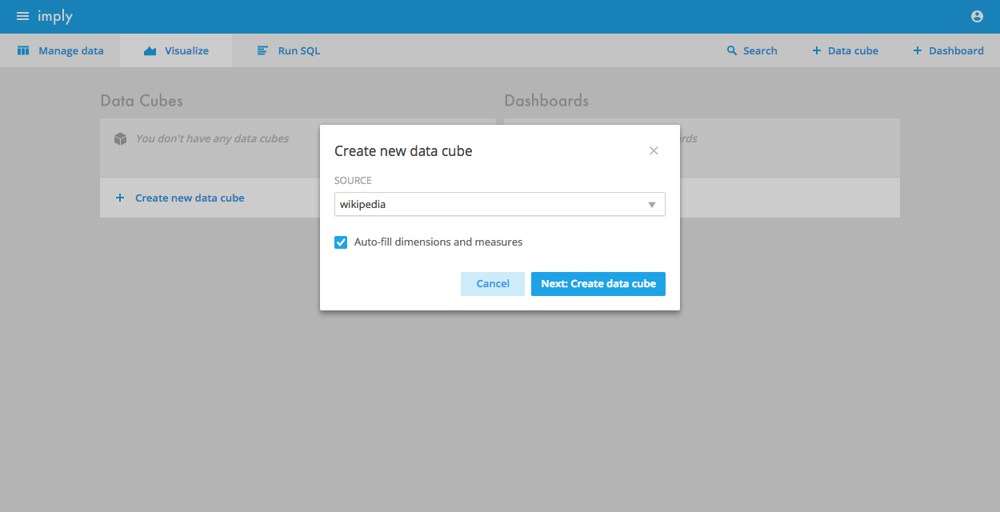 imply
Manage data
Visualize
Run SQL
Search
Data cube
Dashboard
Data Cubes
Dashboards
You don't have any data cubes
Create new data cube
Create new data cube
SOURCE
wikipedia
Auto-fill dimensions and measures
Cancel
Next: Create data cube